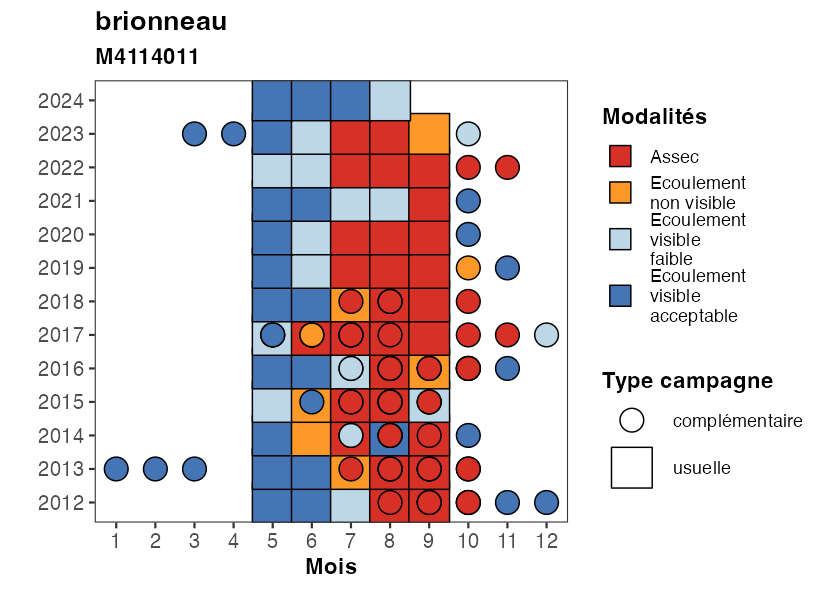 brionneau
M4114011
2024
2023
2022
2021
2020
2019
2018
2017
2016
2015
2014
2013
2012
1 2 3 4 5 6 7 8 9 10 11 12
Mois
Modalités
Assec
Ecoulement
non visible
Ecoulement
visible
faible
Ecoulement
visible
acceptable
Type campagne
complémentaire
usuelle